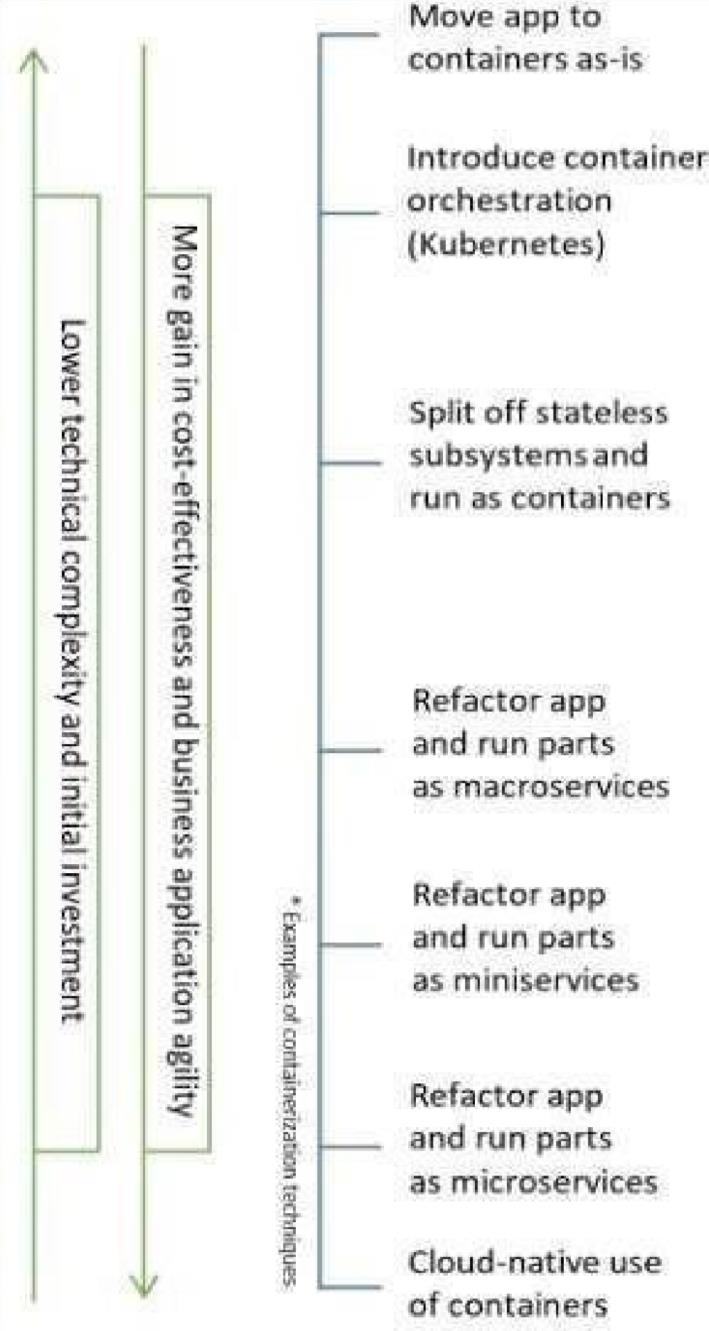 Move app to
containers as-is
Introduce container
orchestration
(Kubernetes)
Split off stateless
subsystems and
run as containers
Refactor app
and run parts
as macroservices
Refactor app
and run parts
as miniservices
Refactor app
and run parts
as microservices
Cloud-native use
of containers
Lower technical complexity and initial investment
More gain in cost-effectiveness and business application agility
* Examples of containerization techniques